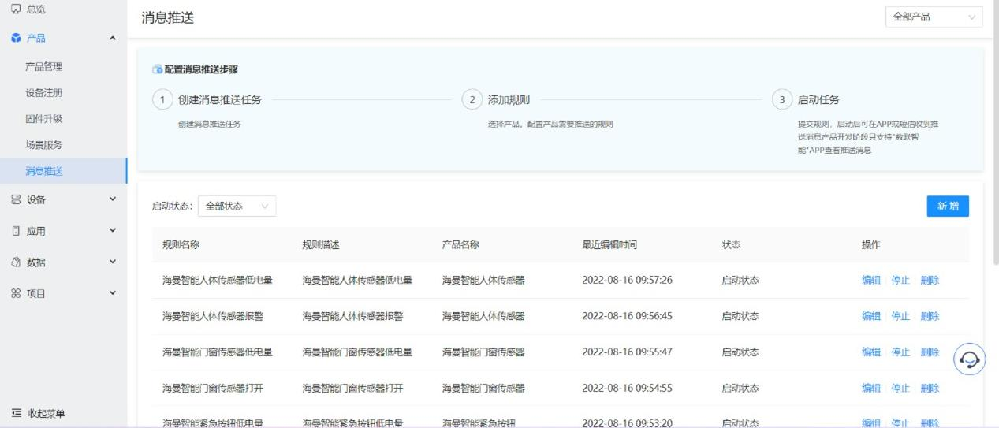 总览
产品
产品管理
设备注册
固件升级
场景服务
消息推送
设备
应用
数据
项目
收起菜单
消息推送
全部产品
配置消息推送步骤
1 创建消息推送任务
创建消息推送任务
2 添加规则
选择产品，配置产品需要推送的规则
3 启动任务
提交规则，启动后可在APP或短信收到推
送消息产品开发阶段只支持"数联智
能"APP查看推送消息
启动状态： 全部状态
新 增
规则名称 规则描述 产品名称 最近编辑时间 状态 操作
海曼智能人体传感器低电量 海曼智能人体传感器低电量 海曼智能人体传感器 2022-08-16 09:57:26 启动状态 编辑 停止 删除
海曼智能人体传感器报警 海曼智能人体传感器报警 海曼智能人体传感器 2022-08-16 09:56:45 启动状态 编辑 停止 删除
海曼智能门窗传感器低电量 海曼智能门窗传感器低电量 海曼智能门窗传感器 2022-08-16 09:55:47 启动状态 编辑 停止 删除
海曼智能门窗传感器打开 海曼智能门窗传感器打开 海曼智能门窗传感器 2022-08-16 09:54:55 启动状态 编辑 停止 删除
海曼智能紧急按钮低电量 海曼智能紧急按钮低电量 海曼智能紧急按钮 2022-08-16 09:53:20 启动状态 编辑 停止 删除